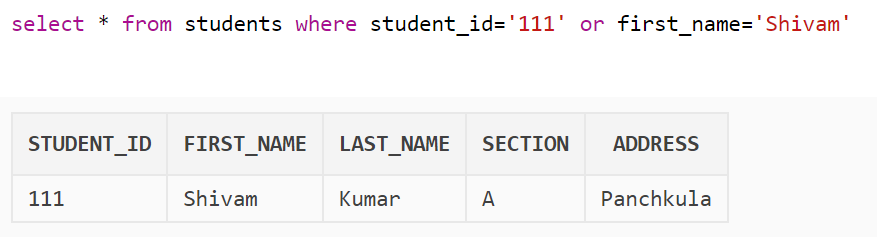 select * from students where student_id='111' or first_name='Shivam'
STUDENT_ID FIRST_NAME LAST_NAME SECTION ADDRESS
111 Shivam Kumar A Panchkula